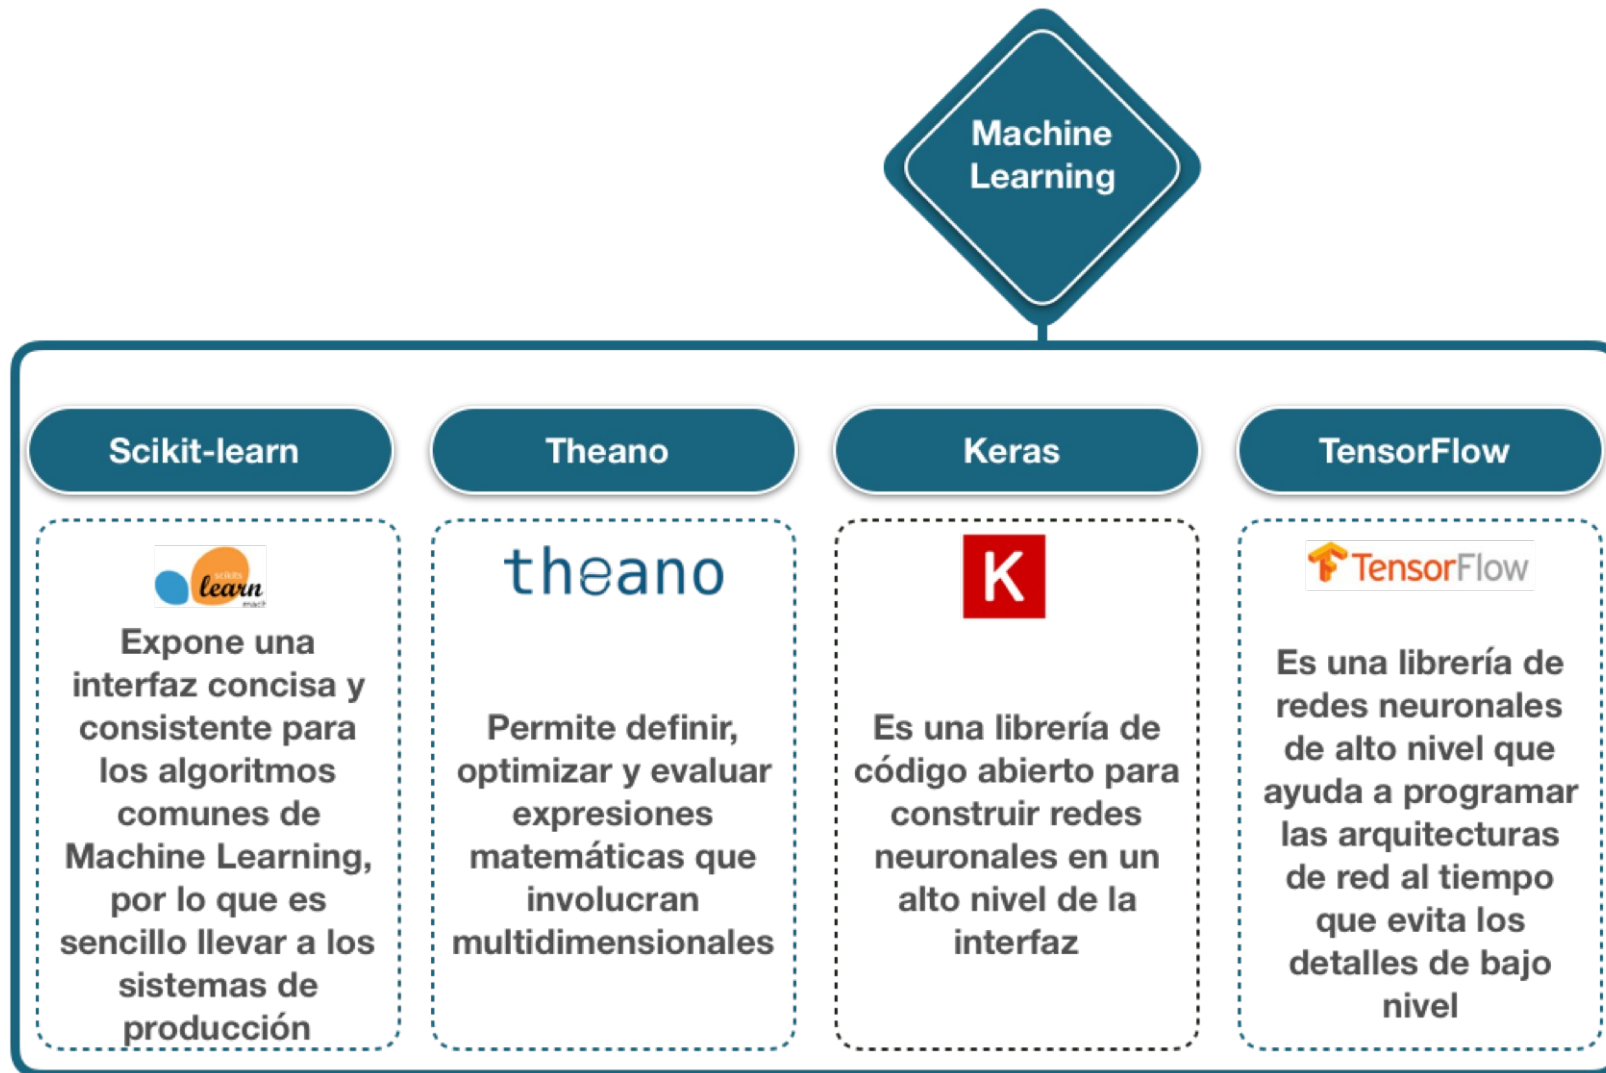 Machine
Learning
Scikit-learn
scikits
learn
mach
Expone una
interfaz concisa y
consistente para
los algoritmos
comunes de
Machine Learning,
por lo que es
sencillo llevar a los
sistemas de
producción
Theano
theano
Permite definir,
optimizar y evaluar
expresiones
matemáticas que
involucran
multidimensionales
Keras
K
Es una librería de
código abierto para
construir redes
neuronales en un
alto nivel de la
interfaz
TensorFlow
TensorFlow
Es una librería de
redes neuronales
de alto nivel que
ayuda a programar
las arquitecturas
de red al tiempo
que evita los
detalles de bajo
nivel